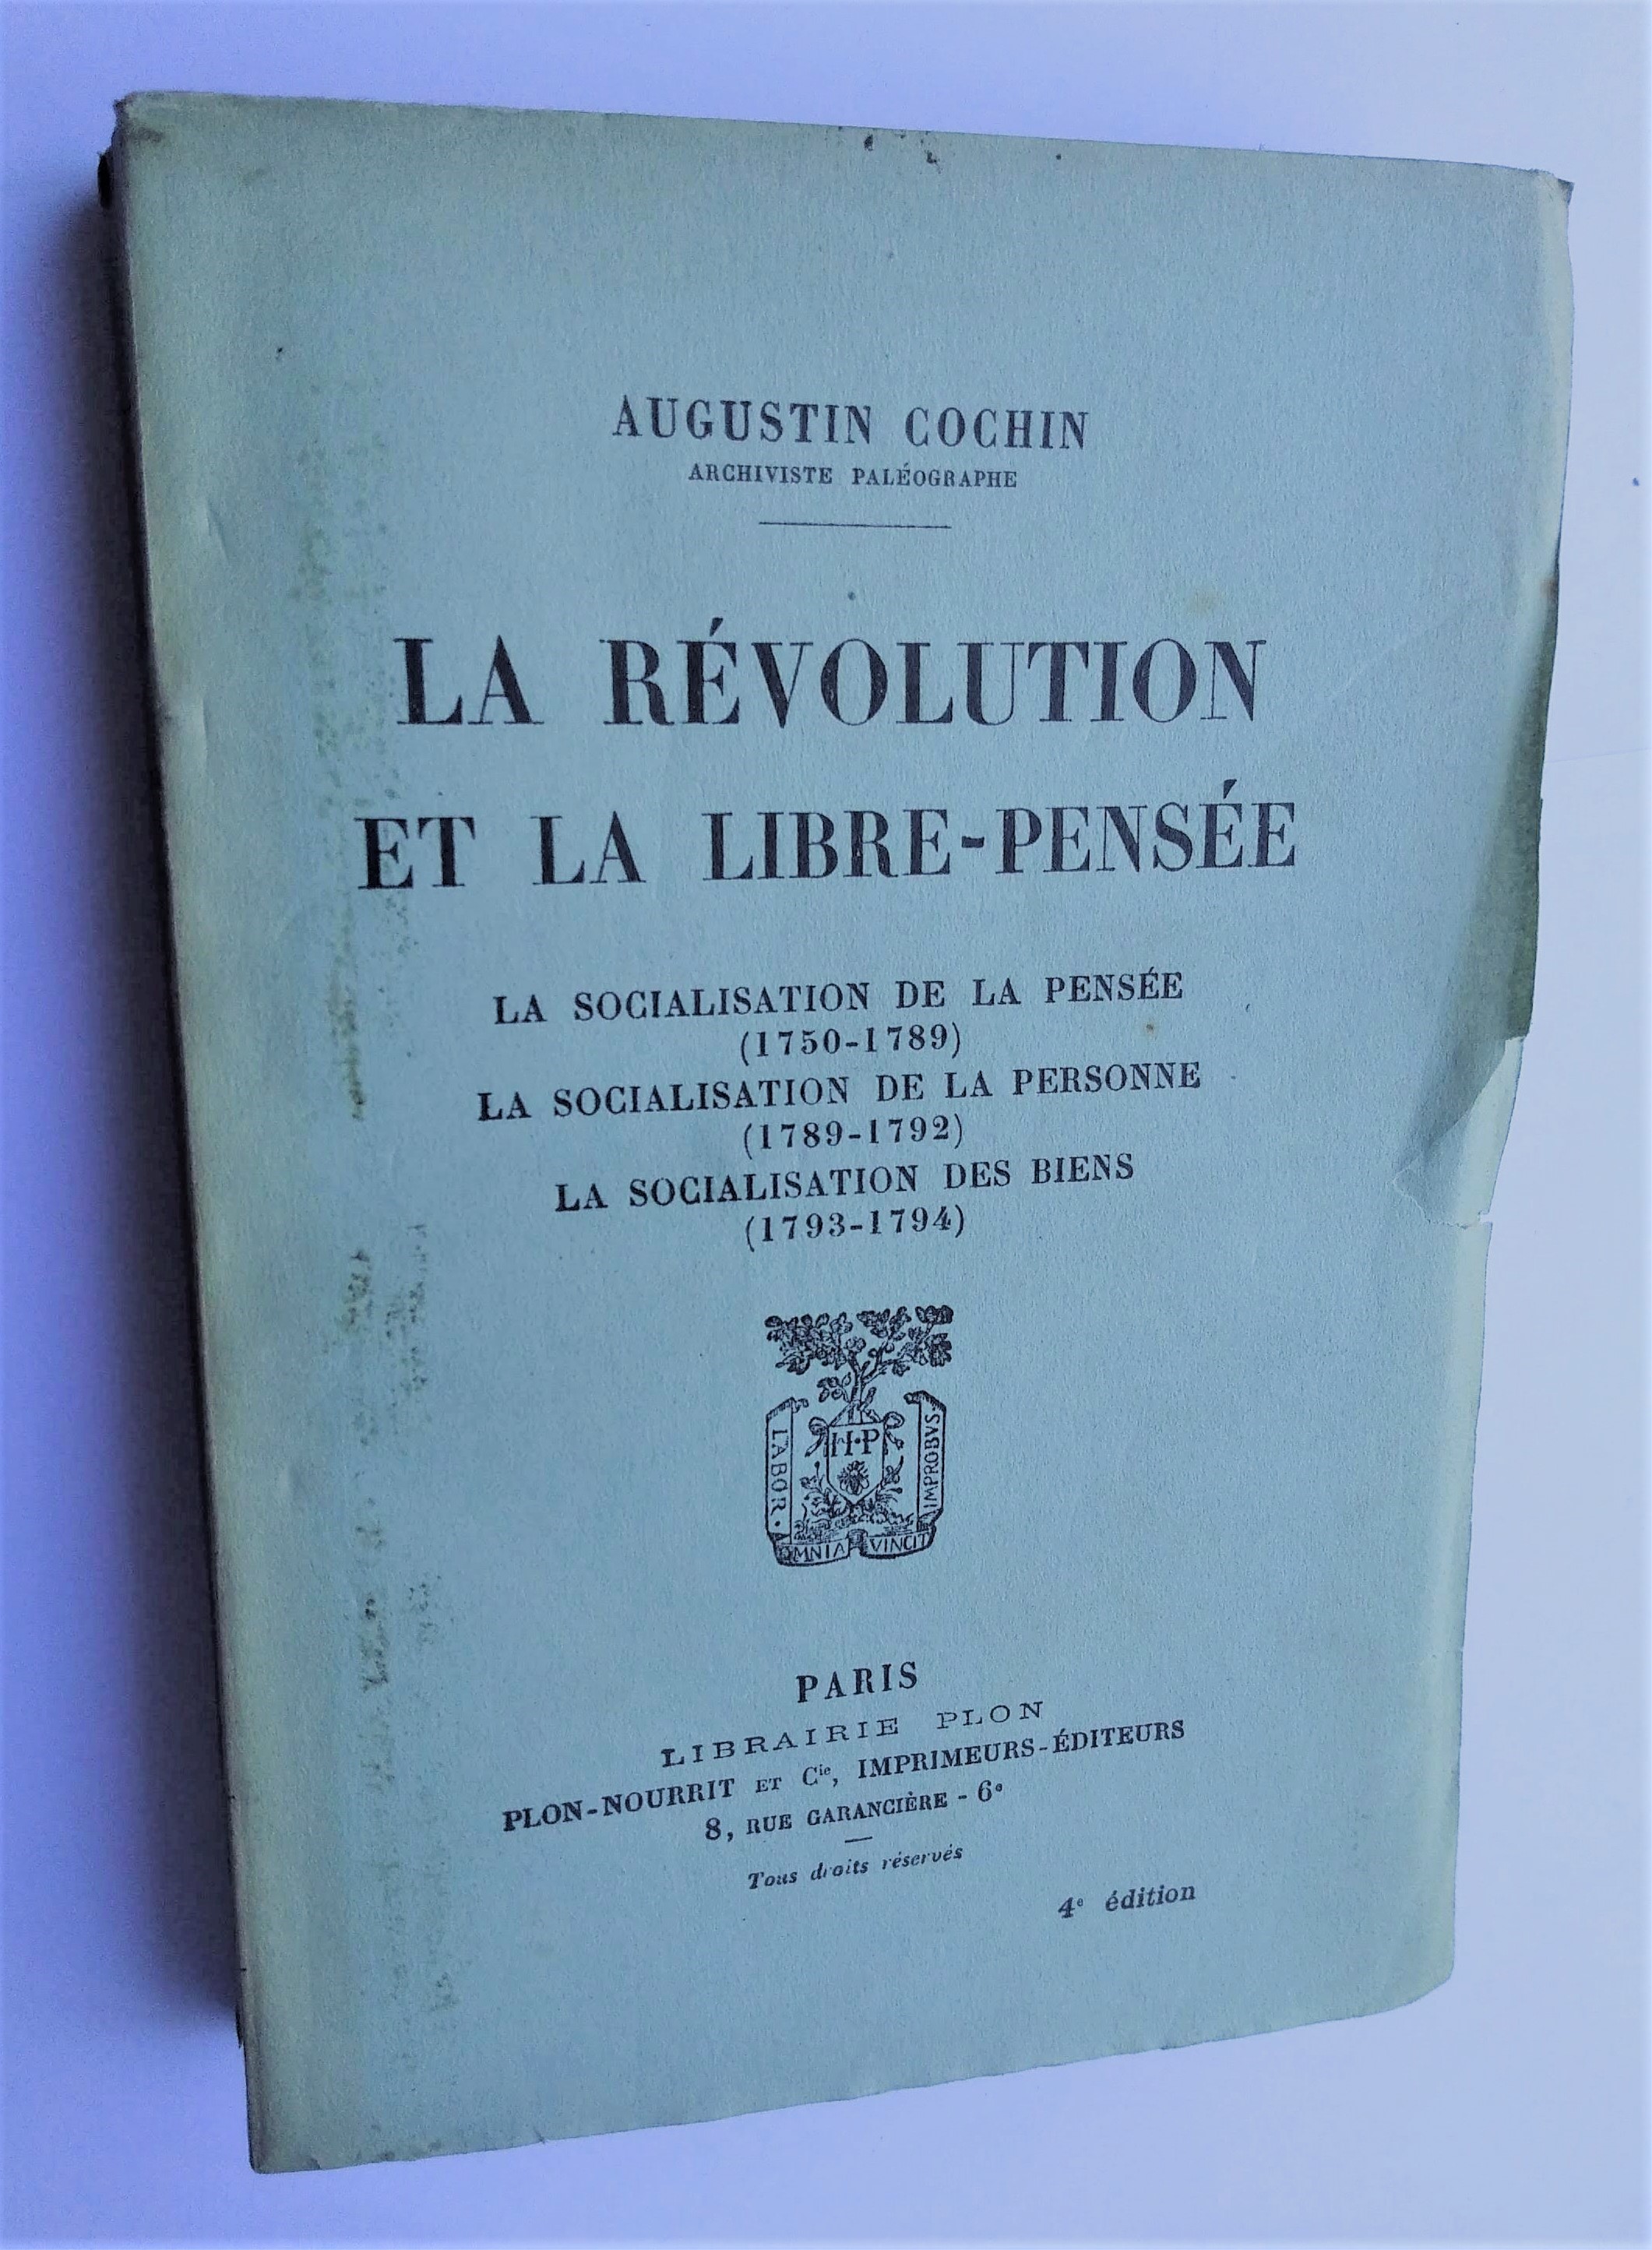 AUGUSTIN COCHIN
ARCHIVISTE PALÉOGRAPHE
LA RÉVOLUTION
ET LA LIBRE-PENSÉE
LA SOCIALISATION DE LA PENSÉE
(1750-1789)
LA SOCIALISATION DE LA PERSONNE
(1789-1792)
LA SOCIALISATION DES BIENS
(1793-1794)
H·P
LABOR·
OMNIA VINCIT
IMPROBVS·
PARIS
LIBRAIRIE PLON
PLON-NOURRIT ET Cie, IMPRIMEURS-ÉDITEURS
8, RUE GARANCIÈRE - 6e
Tous droits réservés
4e édition